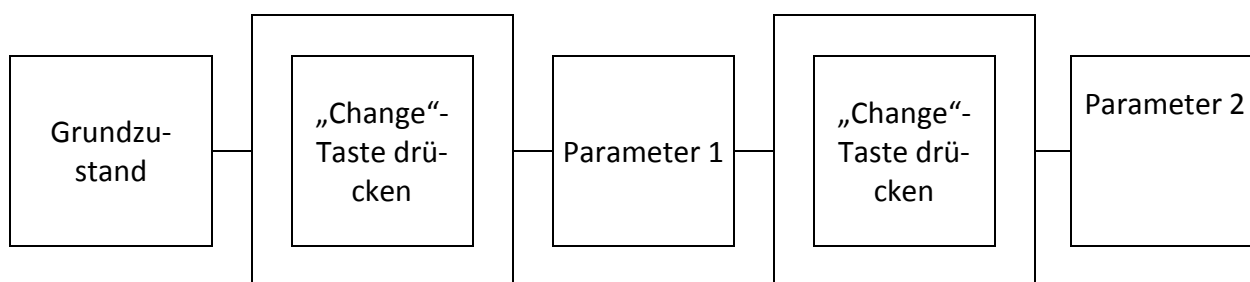 Grundzu-
stand
„Change“-
Taste drü-
cken
Parameter 1
„Change“-
Taste drü-
cken
Parameter 2